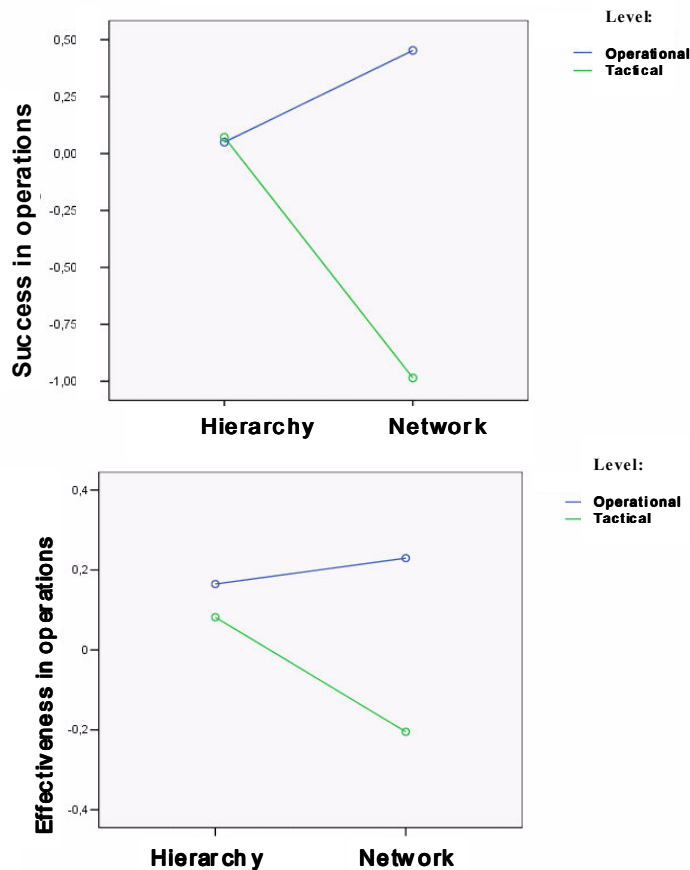 Level:
Operational
Tactical
Success in operations
0,50
0,25
0,00
-0,25
-0,50
-0,75
-1,00
Hierarchy Network
Level:
Operational
Tactical
Effectiveness in operations
0,4
0,2
0
-0,2
-0,4
Hierarchy Network